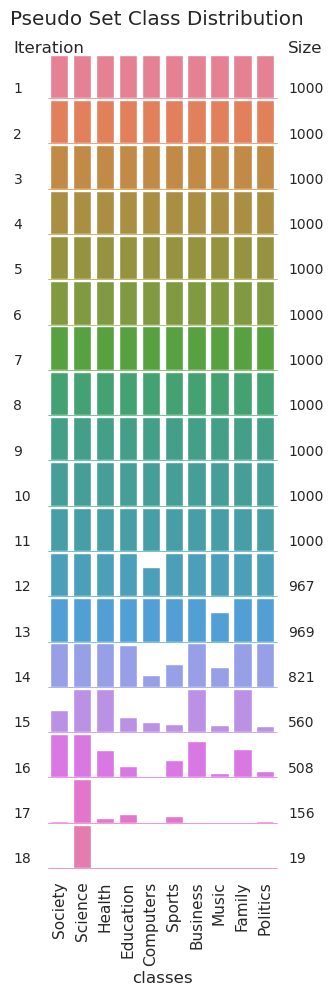 Pseudo Set Class Distribution
Iteration Size
1 1000
2 1000
3 1000
4 1000
5 1000
6 1000
7 1000
8 1000
9 1000
10 1000
11 1000
12 967
13 969
14 821
15 560
16 508
17 156
18 19
Society
Science
Health
Education
Computers
Sports
Business
Music
Family
Politics
classes